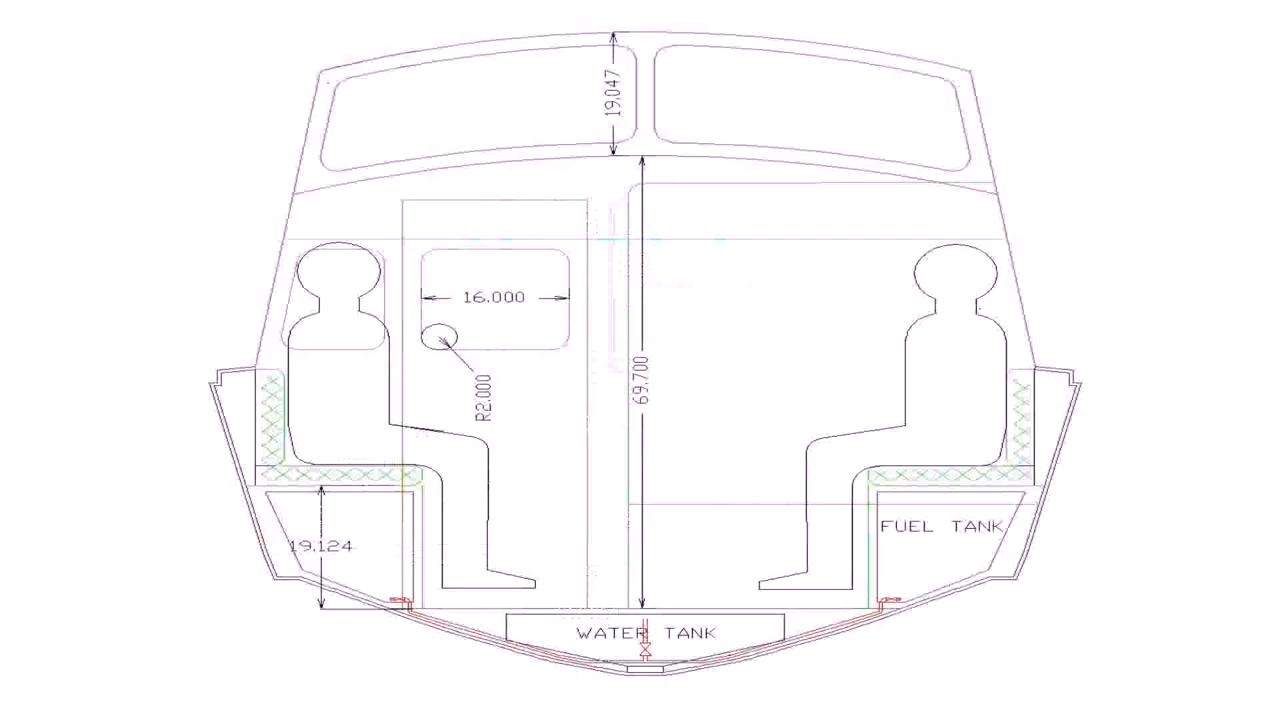 19.047
16.000
R2.000
69.700
FUEL TANK
19.124
WATER TANK